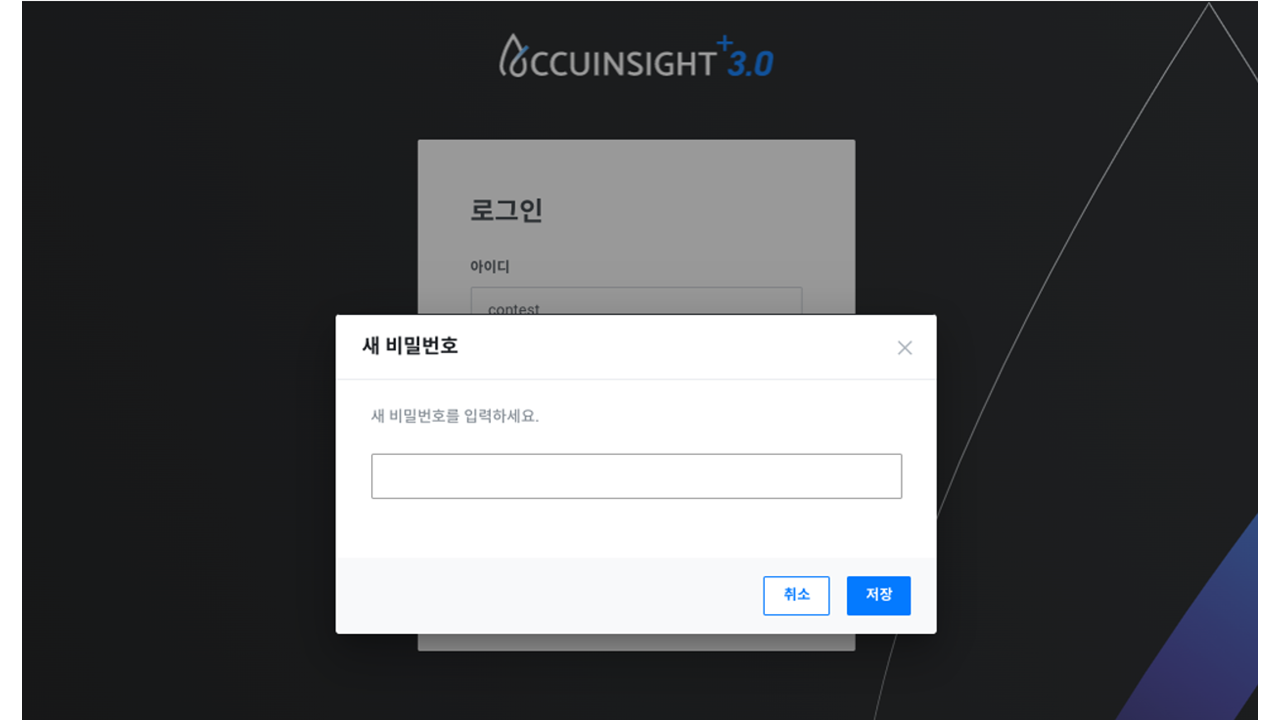 ACCUINSIGHT+ 3.0
로그인
아이디
contest
새 비밀번호
새 비밀번호를 입력하세요.
취소
저장